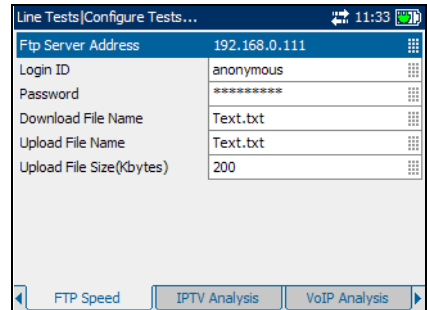 Line Tests|Configure Tests... 11:33
Ftp Server Address 192.168.0.111
Login ID anonymous
Password *********
Download File Name Text.txt
Upload File Name Text.txt
Upload File Size(Kbytes) 200
FTP Speed IPTV Analysis VoIP Analysis